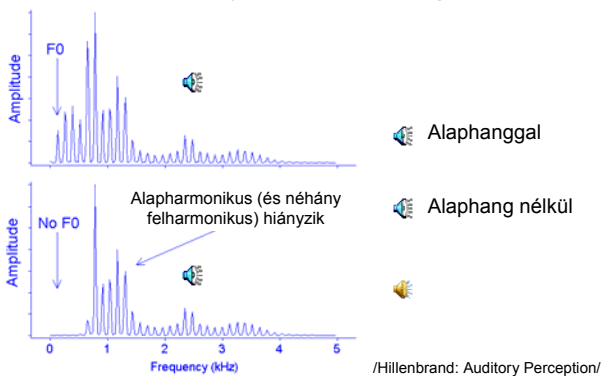 F0
Amplitude
Alaphanggal
Alapharmonikus (és néhány
felharmonikus) hiányzik
Alaphang nélkül
No F0
Amplitude
0 1 2 3 4 5
Frequency (kHz)
/Hillenbrand: Auditory Perception/